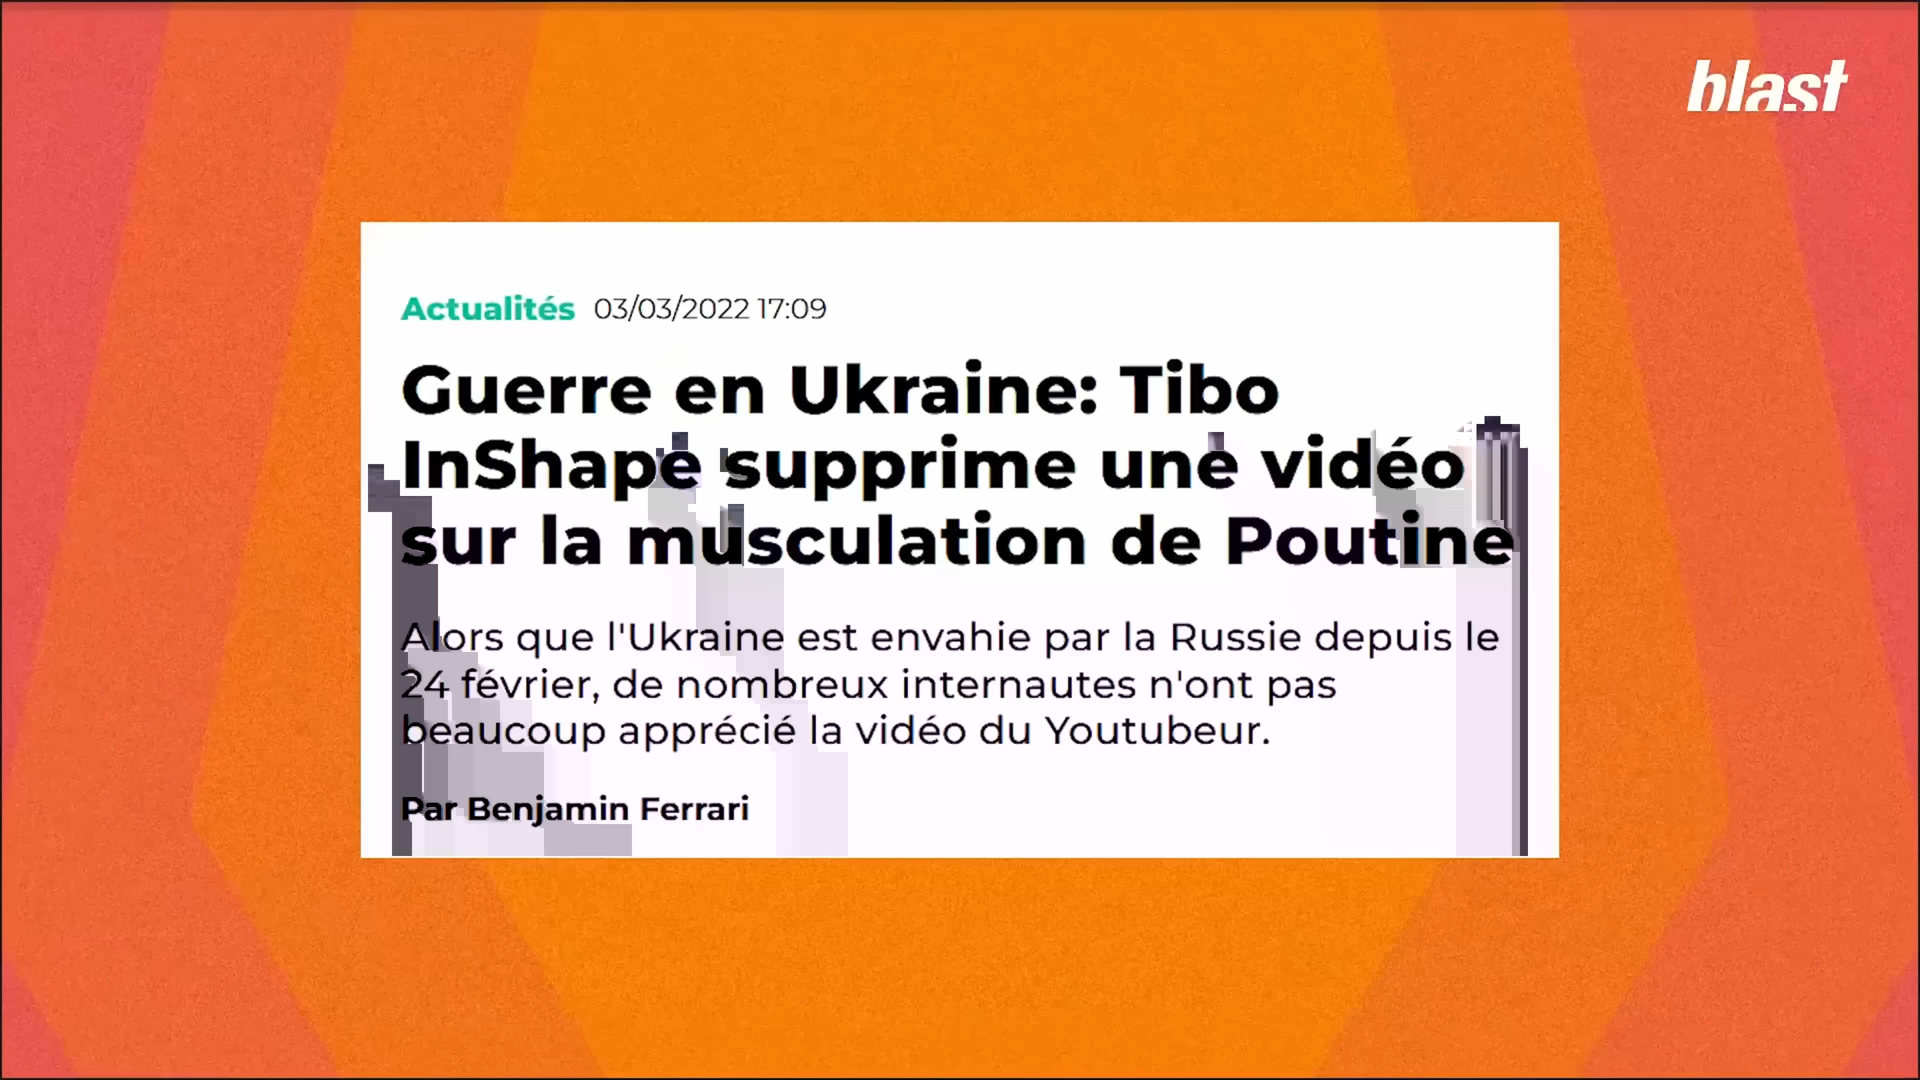 blast
Actualités 03/03/2022 17:09
Guerre en Ukraine: Tibo
InShape supprime une vidéo
sur la musculation de Poutine
Alors que l'Ukraine est envahie par la Russie depuis le
24 février, de nombreux internautes n'ont pas
beaucoup apprécié la vidéo du Youtubeur.
Par Benjamin Ferrari